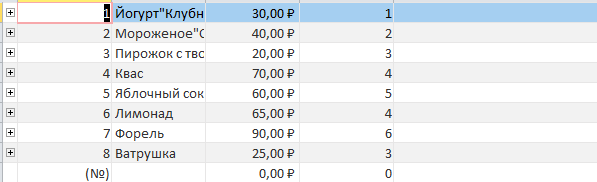 1 Йогурт"Клубн 30,00 ₽ 1
2 Мороженое"С 40,00 ₽ 2
3 Пирожок с тво 20,00 ₽ 3
4 Квас 70,00 ₽ 4
5 Яблочный сок 60,00 ₽ 5
6 Лимонад 65,00 ₽ 4
7 Форель 90,00 ₽ 6
8 Ватрушка 25,00 ₽ 3
(№) 0,00 ₽ 0